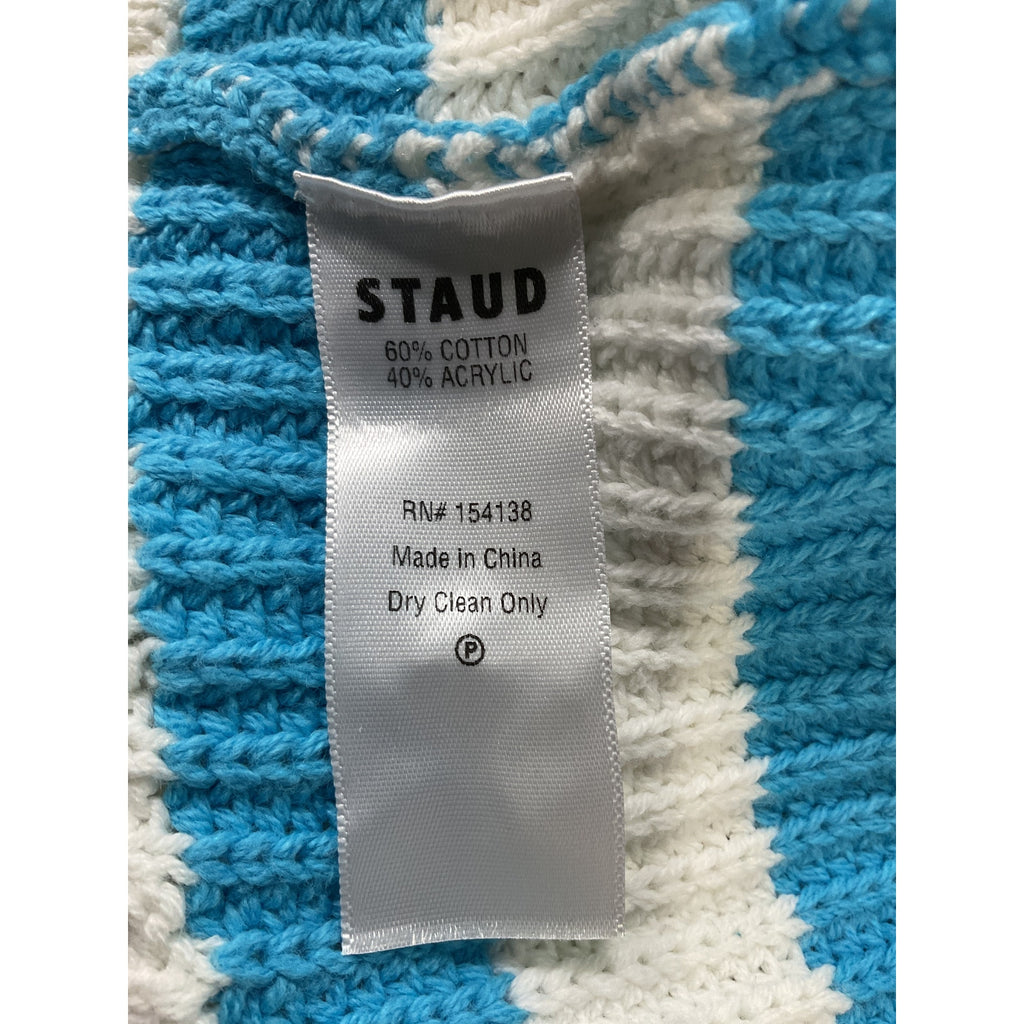 STAUD
60% COTTON
40% ACRYLIC
RN# 154138
Made in China
Dry Clean Only
P